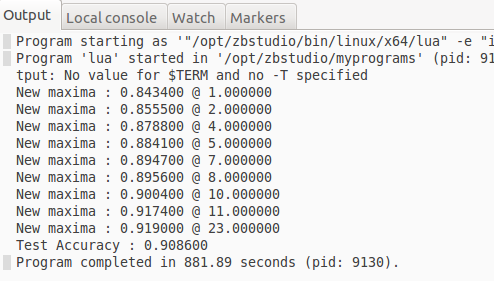 Output Local console Watch Markers
Program starting as '"/opt/zbstudio/bin/linux/x64/lua" -e "i
Program 'lua' started in '/opt/zbstudio/myprograms' (pid: 91
tput: No value for $TERM and no -T specified
New maxima : 0.843400 @ 1.000000
New maxima : 0.855500 @ 2.000000
New maxima : 0.878800 @ 4.000000
New maxima : 0.884100 @ 5.000000
New maxima : 0.894700 @ 7.000000
New maxima : 0.895600 @ 8.000000
New maxima : 0.900400 @ 10.000000
New maxima : 0.917400 @ 11.000000
New maxima : 0.919000 @ 23.000000
Test Accuracy : 0.908600
Program completed in 881.89 seconds (pid: 9130).